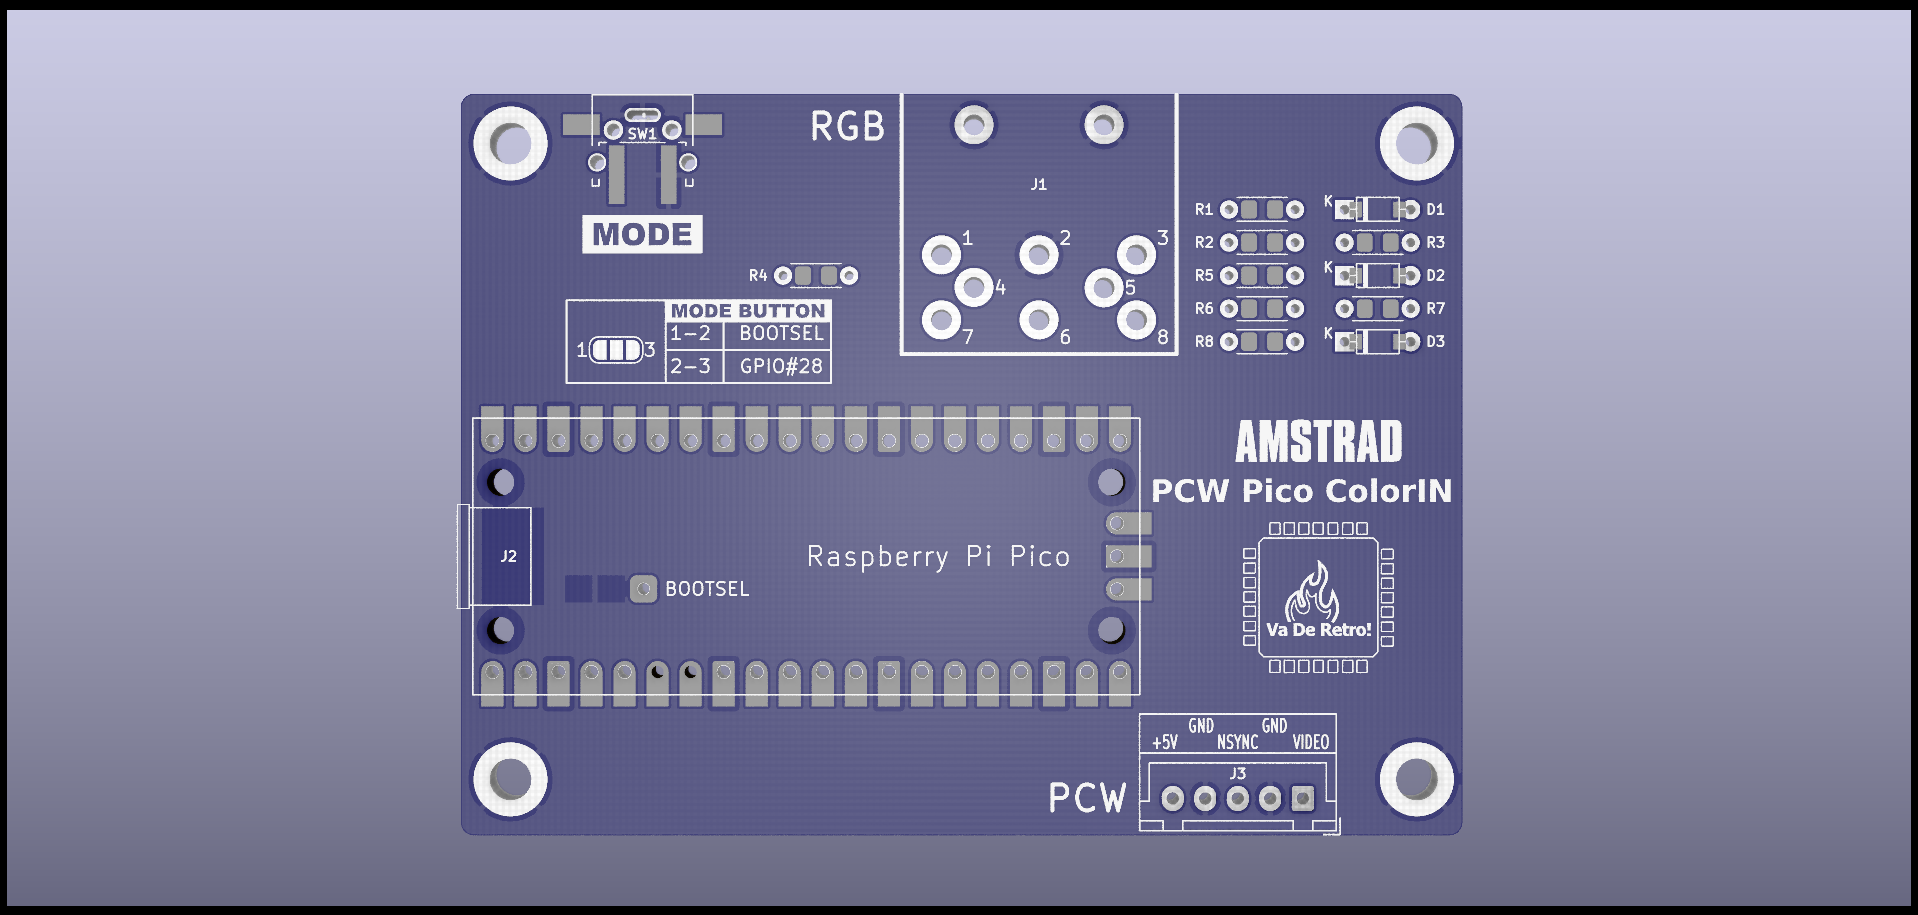 RGB
SW1
MODE
J1
1 2 3
4 5
7 6 8
R4
R1 K D1
R2 R3
R5 K D2
R6 R7
R8 K D3
MODE BUTTON
1 3
1-2 BOOTSEL
2-3 GPIO#28
AMSTRAD
PCW Pico ColorIN
J2
Raspberry Pi Pico
BOOTSEL
Va De Retro!
GND GND
+5V NSYNC VIDEO
J3
PCW